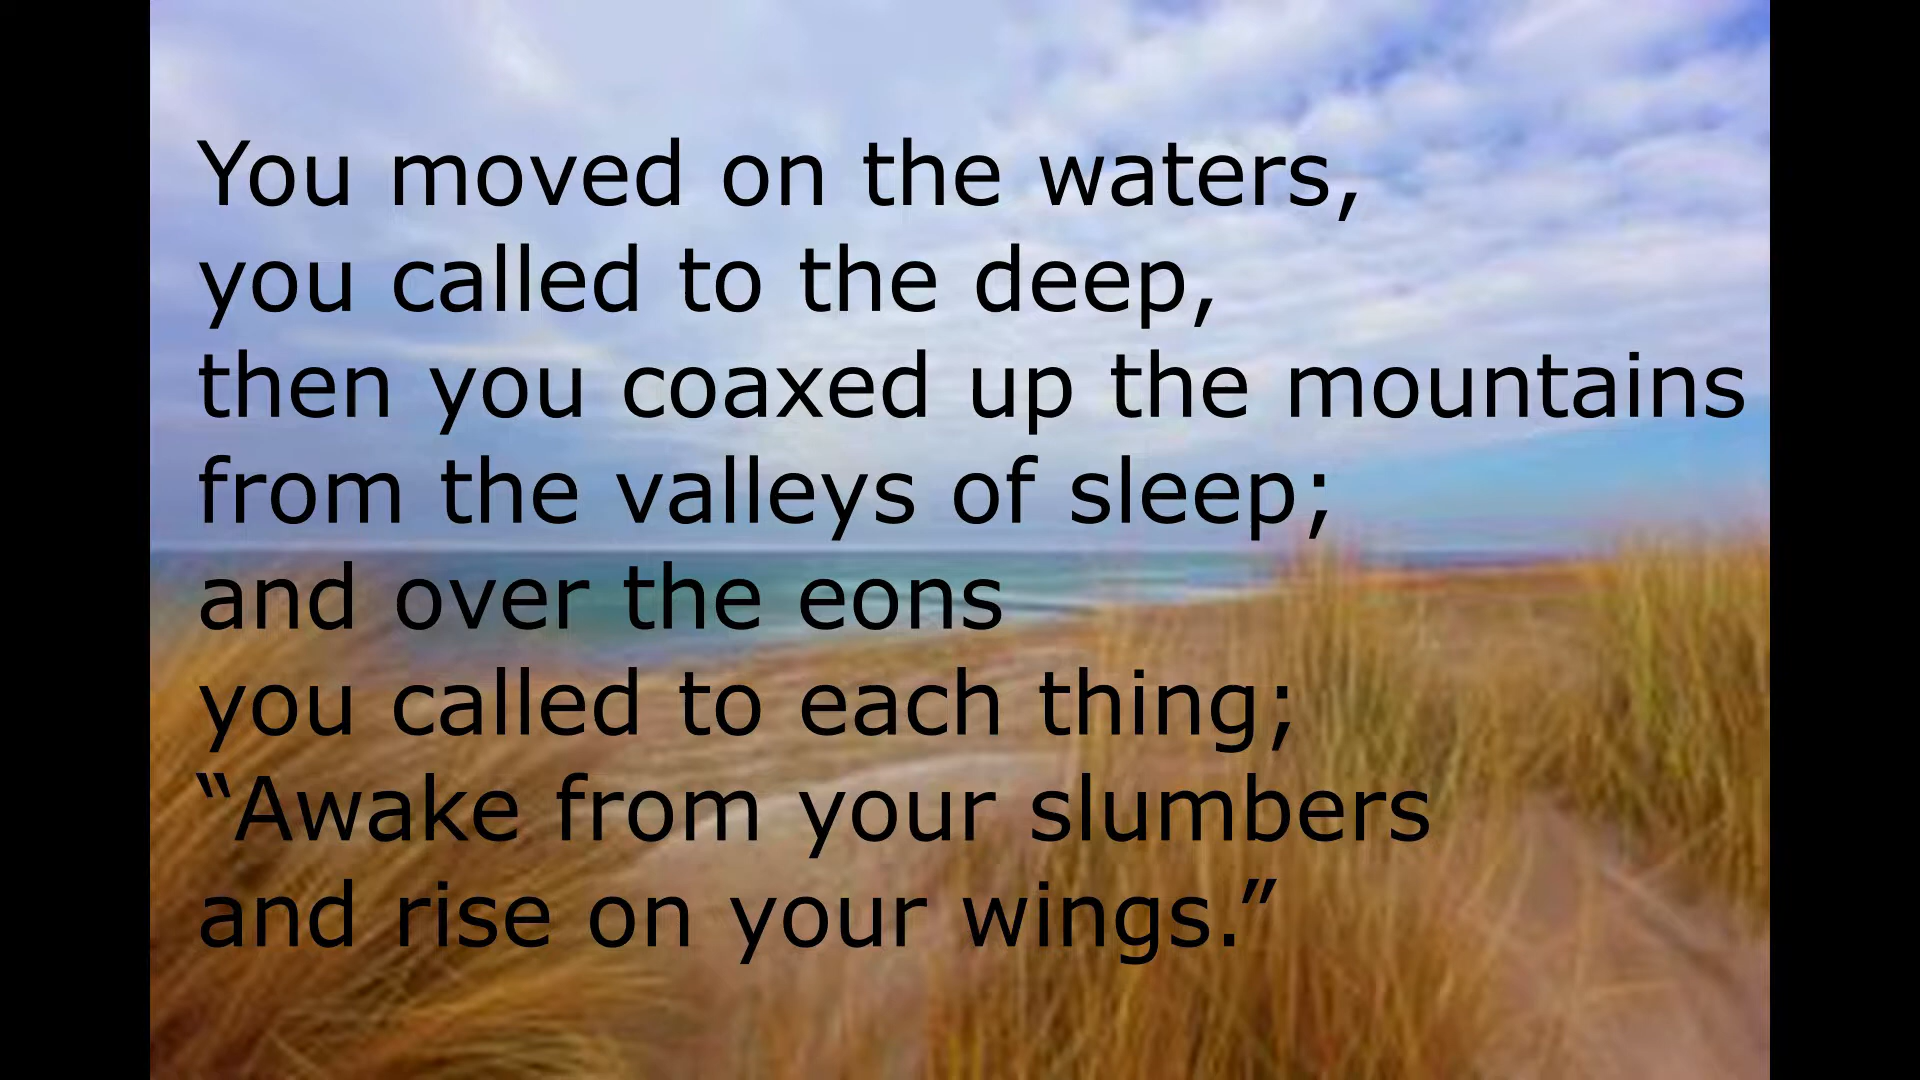 You moved on the waters,
you called to the deep,
then you coaxed up the mountains
from the valleys of sleep;
and over the eons
you called to each thing;
“Awake from your slumbers
and rise on your wings.”